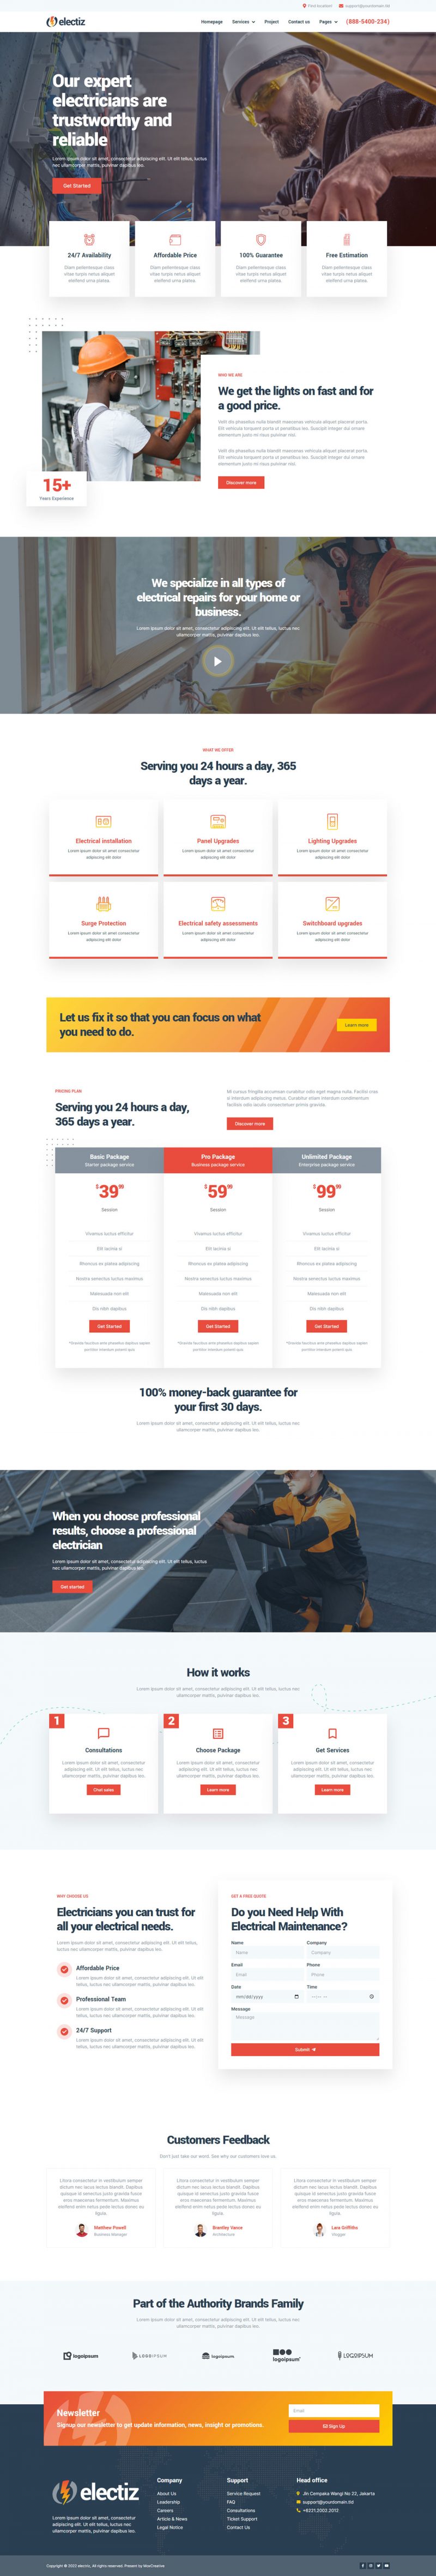 Find location!
support@yourdomain.tld
electiz
Homepage
Services
Project
Contact us
Pages
(888-5400-234)
Our expert
electricians are
trustworthy and
reliable
Lorem ipsum dolor sit amet, consectetur adipiscing elit. Ut elit tellus, luctus
nec ullamcorper mattis, pulvinar dapibus leo.
Get Started
24/7 Availability
Etiam pellentesque class
vitae turpis netus aliquet
eleifend urna platea.
Affordable Price
Etiam pellentesque class
vitae turpis netus aliquet
eleifend urna platea.
100% Guarantee
Etiam pellentesque class
vitae turpis netus aliquet
eleifend urna platea.
Free Estimation
Etiam pellentesque class
vitae turpis netus aliquet
eleifend urna platea.
WHO WE ARE
We get the lights on fast and for
a good price.
Velit dis phasellus nulla blandit maecenas vehicula aliquet placerat porta.
Elit vehicula torquent porta ut penatibus leo. Suscipit integer dui ornare
elementum justo mi risus pulvinar nisi.
Velit dis phasellus nulla blandit maecenas vehicula aliquet placerat porta.
Elit vehicula torquent porta ut penatibus leo. Suscipit integer dui ornare
elementum justo mi risus pulvinar nisi.
Discover more
15+
Years Experience
We specialize in all types of
electrical repairs for your home or
business.
Lorem ipsum dolor sit amet, consectetur adipiscing elit. Ut elit tellus, luctus nec
ullamcorper mattis, pulvinar dapibus leo.
WHAT WE OFFER
Serving you 24 hours a day, 365
days a year.
Electrical installation
Lorem ipsum dolor sit amet consectetur
adipiscing elit dolor
Panel Upgrades
Lorem ipsum dolor sit amet consectetur
adipiscing elit dolor
Lighting Upgrades
Lorem ipsum dolor sit amet consectetur
adipiscing elit dolor
Surge Protection
Lorem ipsum dolor sit amet consectetur
adipiscing elit dolor
Electrical safety assessments
Lorem ipsum dolor sit amet consectetur
adipiscing elit dolor
Switchboard upgrades
Lorem ipsum dolor sit amet consectetur
adipiscing elit dolor
Let us fix it so that you can focus on what
you need to do.
Learn more
PRICING PLAN
Serving you 24 hours a day,
365 days a year.
Mi cursus fringilla accumsan curabitur odio eget magna nulla. Facilisi cras
si interdum adipiscing metus. Curabitur etiam interdum condimentum
facilisis odio iaculis consectetuer primis gravida.
Discover more
Basic Package
Starter package service
$39.99
Session
Vivamus luctus efficitur
Elit lacinia si
Rhoncus ex platea adipiscing
Nostra senectus luctus maximus
Malesuada non elit
Dis nibh dapibus
Get Started
*Gravida faucibus ante phasellus dapibus sapien
porttitor interdum potenti quis.
Pro Package
Business package service
$59.99
Session
Vivamus luctus efficitur
Elit lacinia si
Rhoncus ex platea adipiscing
Nostra senectus luctus maximus
Malesuada non elit
Dis nibh dapibus
Get Started
*Gravida faucibus ante phasellus dapibus sapien
porttitor interdum potenti quis.
Unlimited Package
Enterprise package service
$99.99
Session
Vivamus luctus efficitur
Elit lacinia si
Rhoncus ex platea adipiscing
Nostra senectus luctus maximus
Malesuada non elit
Dis nibh dapibus
Get Started
*Gravida faucibus ante phasellus dapibus sapien
porttitor interdum potenti quis.
100% money-back guarantee for
your first 30 days.
Lorem ipsum dolor sit amet, consectetur adipiscing elit. Ut elit tellus, luctus nec
ullamcorper mattis, pulvinar dapibus leo.
When you choose professional
results, choose a professional
electrician
Lorem ipsum dolor sit amet, consectetur adipiscing elit. Ut elit tellus, luctus
nec ullamcorper mattis, pulvinar dapibus leo.
Get started
How it works
Lorem ipsum dolor sit amet, consectetur adipiscing elit. Ut elit tellus, luctus nec
ullamcorper mattis, pulvinar dapibus leo.
1
Consultations
Lorem ipsum dolor sit amet, consectetur
adipiscing elit. Ut elit tellus, luctus nec
ullamcorper mattis, pulvinar dapibus leo.
Chat sales
2
Choose Package
Lorem ipsum dolor sit amet, consectetur
adipiscing elit. Ut elit tellus, luctus nec
ullamcorper mattis, pulvinar dapibus leo.
Learn more
3
Get Services
Lorem ipsum dolor sit amet, consectetur
adipiscing elit. Ut elit tellus, luctus nec
ullamcorper mattis, pulvinar dapibus leo.
Learn more
WHY CHOOSE US
Electricians you can trust for
all your electrical needs.
Lorem ipsum dolor sit amet, consectetur adipiscing elit. Ut elit tellus, luctus
nec ullamcorper mattis, pulvinar dapibus leo.
Affordable Price
Lorem ipsum dolor sit amet, consectetur adipiscing elit. Ut elit
tellus, luctus nec ullamcorper mattis, pulvinar dapibus leo.
Professional Team
Lorem ipsum dolor sit amet, consectetur adipiscing elit. Ut elit
tellus, luctus nec ullamcorper mattis, pulvinar dapibus leo.
24/7 Support
Lorem ipsum dolor sit amet, consectetur adipiscing elit. Ut elit
tellus, luctus nec ullamcorper mattis, pulvinar dapibus leo.
GET A FREE QUOTE
Do you Need Help With
Electrical Maintenance?
Name
Company
Name
Company
Email
Phone
Email
Phone
Date
Time
mm/dd/yyyy
--:-- --
Message
Message
Submit
Customers Feedback
Don't just take our word. See why our customers love us.
Litora consectetur in vestibulum semper
dictum nec lacus lectus blandit. Dapibus
quisque id senectus justo gravida fusce
eros maecenas fermentum. Maximus
eleifend enim natus pede lectus donec eu
ligula.
Matthew Powell
Business Manager
Litora consectetur in vestibulum semper
dictum nec lacus lectus blandit. Dapibus
quisque id senectus justo gravida fusce
eros maecenas fermentum. Maximus
eleifend enim natus pede lectus donec eu
ligula.
Brantley Vance
Architecture
Litora consectetur in vestibulum semper
dictum nec lacus lectus blandit. Dapibus
quisque id senectus justo gravida fusce
eros maecenas fermentum. Maximus
eleifend enim natus pede lectus donec eu
ligula.
Lara Griffiths
Vlogger
Part of the Authority Brands Family
Lorem ipsum dolor sit amet, consectetur adipiscing elit. Ut elit tellus, luctus nec
ullamcorper mattis, pulvinar dapibus leo.
logoipsum
LOGOIPSUM
logoipsum
logoipsum
LOGOIPSUM
Newsletter
Signup our newsletter to get update information, news, insight or promotions.
Email
Sign Up
electiz
Lorem ipsum dolor sit amet, consectetur
adipiscing elit. Ut elit tellus, luctus nec
ullamcorper mattis, pulvinar dapibus leo.
Company
About Us
Leadership
Careers
Article & News
Legal Notice
Support
Service Request
FAQ
Consultations
Ticket Support
Contact Us
Head office
Jln Cempaka Wangi No 22, Jakarta
support@yourdomain.tld
+6221.2002.2012
Copyright © 2023 electric, All rights reserved. Present by MoxCreative